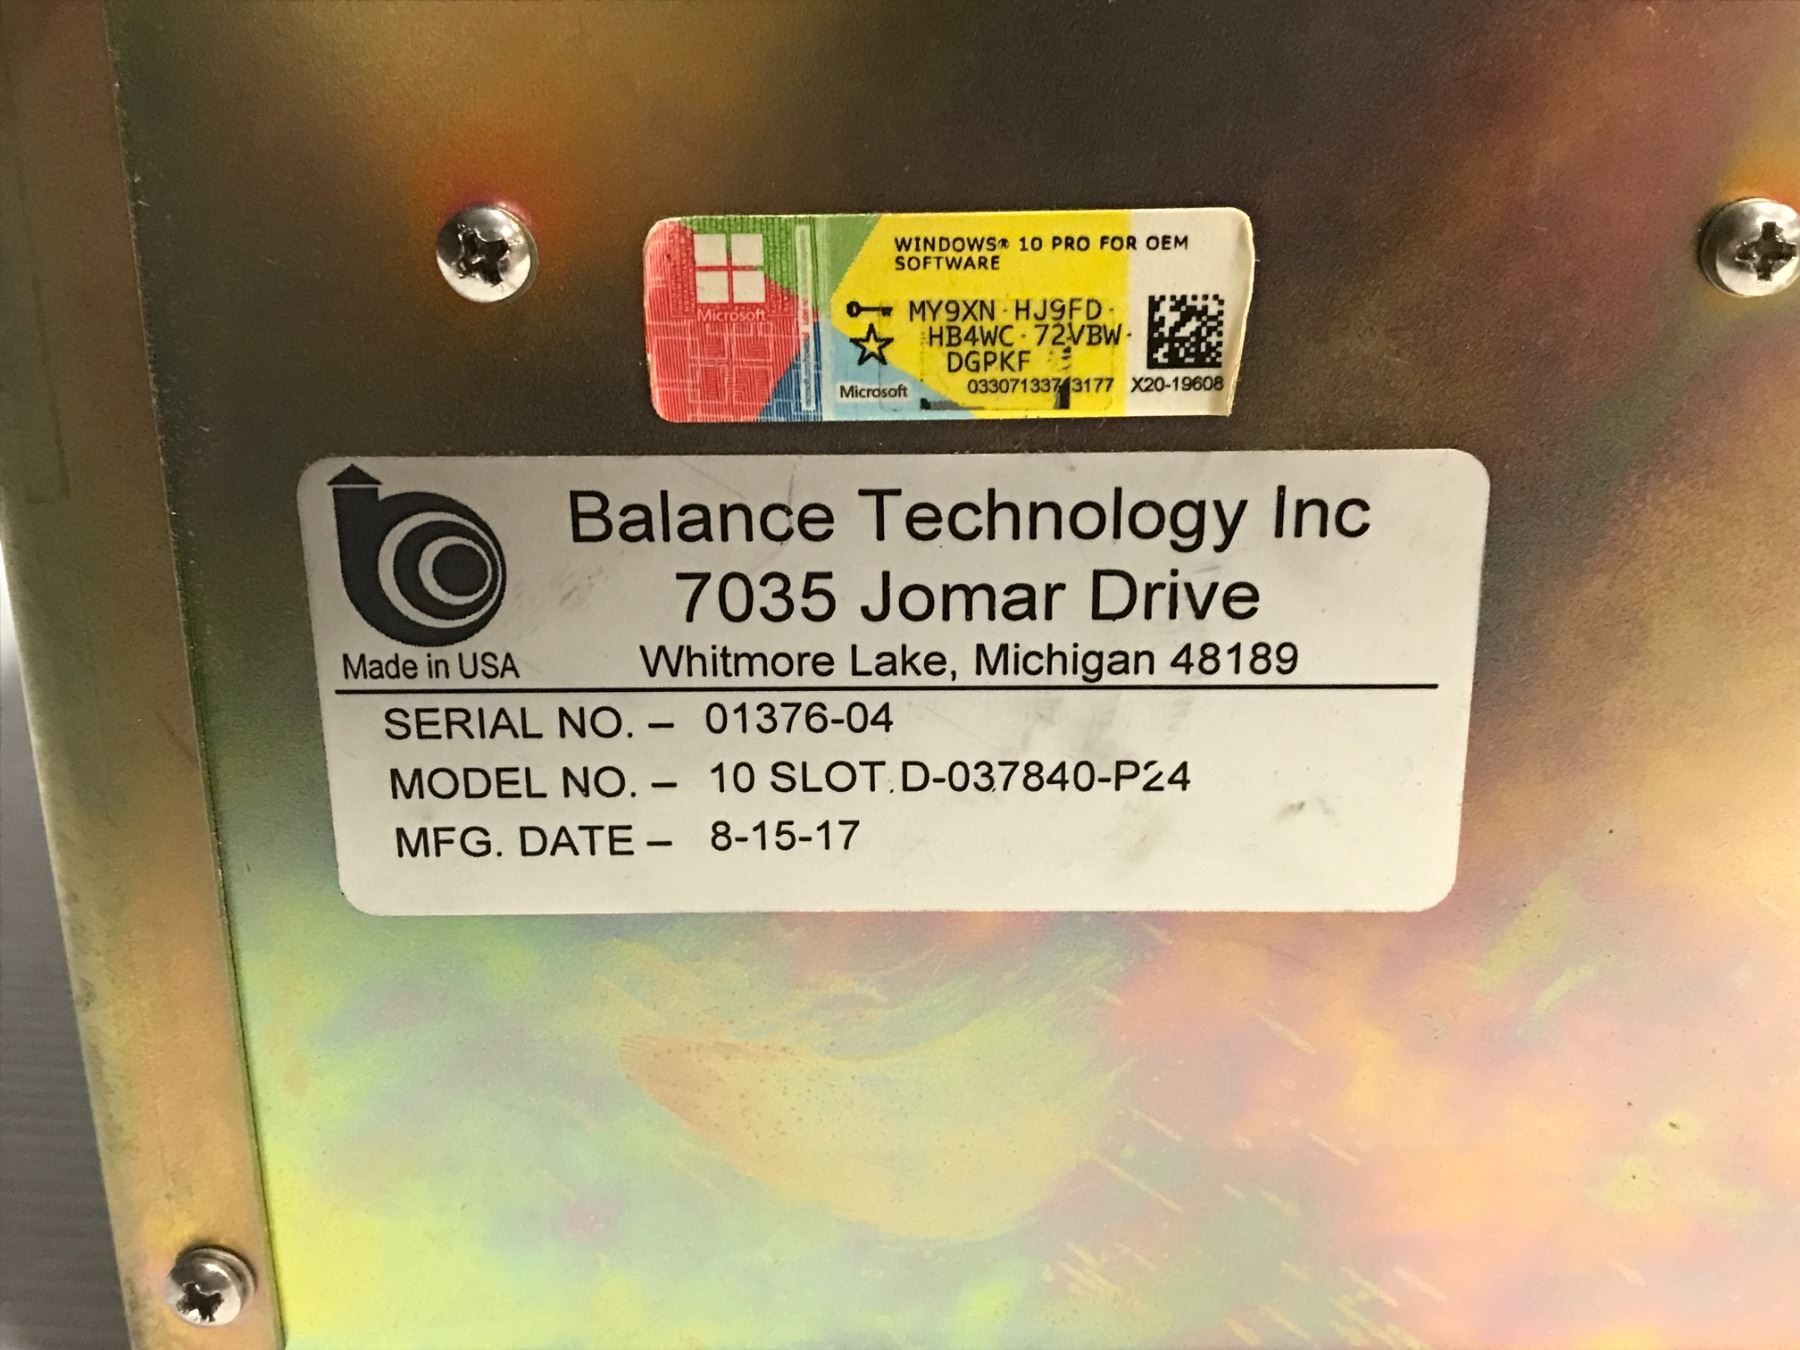 WINDOWS® 10 PRO FOR OEM
SOFTWARE
Microsoft
MY9XN-HJ9FD-
HB4WC-72VBW-
DGPKF
Microsoft
X20-19608
Balance Technology Inc
7035 Jomar Drive
Made in USA
Whitmore Lake, Michigan 48189
SERIAL NO. – 01376-04
MODEL NO. – 10 SLOT D-037840-P24
MFG. DATE – 8-15-17